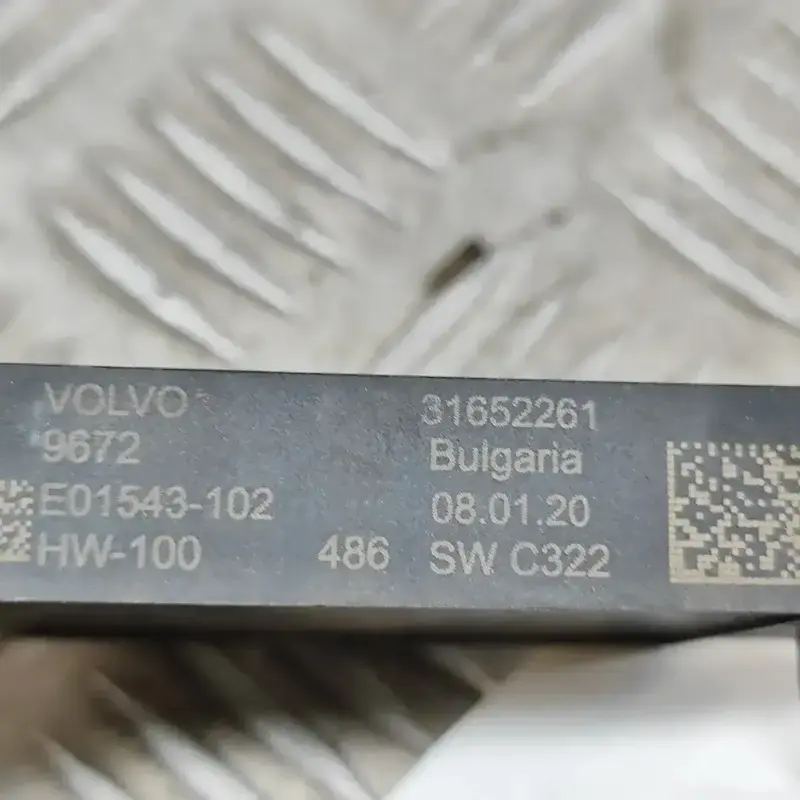 VOLVO 31652261
9672 Bulgaria
E01543-102 08.01.20
HW-100 486 SW C322